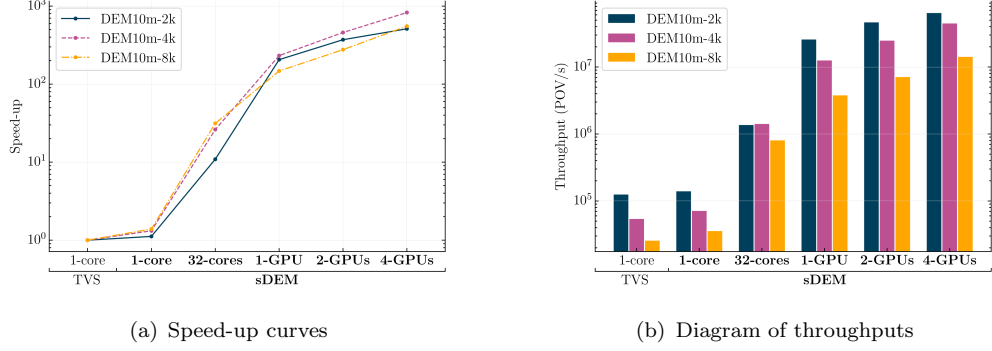 DEM10m-2k
DEM10m-4k
DEM10m-8k
10³
10²
10¹
10⁰
Speed-up
1-core 1-core 32-cores 1-GPU 2-GPUs 4-GPUs
TVS sDEM
(a) Speed-up curves
DEM10m-2k
DEM10m-4k
DEM10m-8k
10⁷
10⁶
10⁵
Throughput (POV/s)
1-core 1-core 32-cores 1-GPU 2-GPUs 4-GPUs
TVS sDEM
(b) Diagram of throughputs